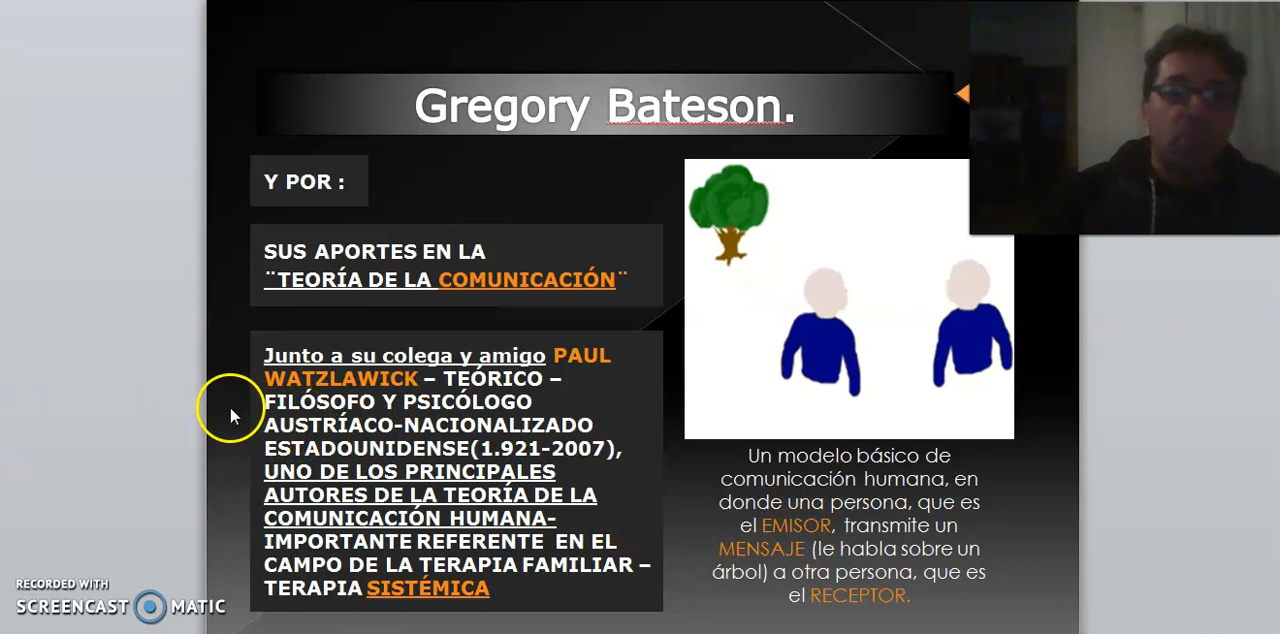 Gregory Bateson.
Y POR :
SUS APORTES EN LA
¨TEORÍA DE LA COMUNICACIÓN¨
Junto a su colega y amigo PAUL
WATZLAWICK – TEÓRICO –
FILÓSOFO Y PSICÓLOGO
AUSTRÍACO-NACIONALIZADO
ESTADOUNIDENSE(1.921-2007),
UNO DE LOS PRINCIPALES
AUTORES DE LA TEORÍA DE LA
COMUNICACIÓN HUMANA-
IMPORTANTE REFERENTE EN EL
CAMPO DE LA TERAPIA FAMILIAR –
TERAPIA SISTÉMICA
Un modelo básico de
comunicación humana, en
donde una persona, que es
el EMISOR, transmite un
MENSAJE (le habla sobre un
árbol) a otra persona, que es
el RECEPTOR.
RECORDED WITH
SCREENCAST MATIC